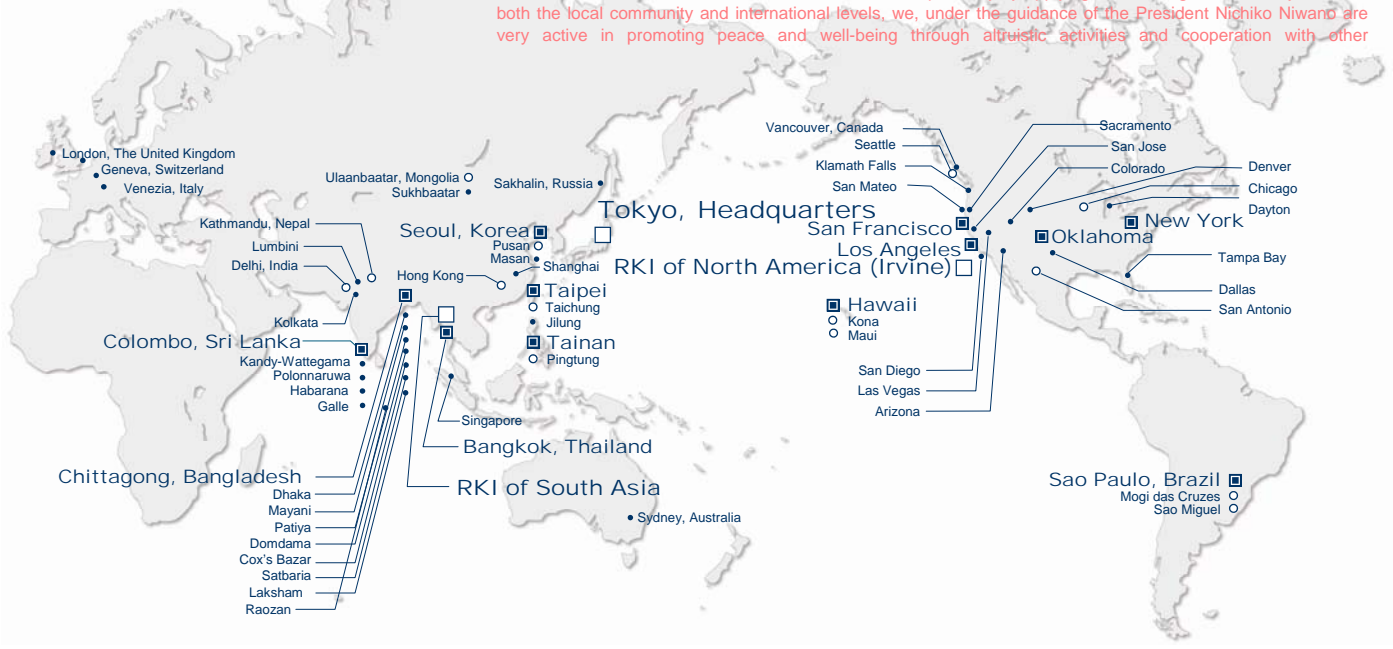 both the local community and international levels, we, under the guidance of the President Nichiko Niwano are
very active in promoting peace and well-being through altruistic activities and cooperation with other
London, The United Kingdom
Geneva, Switzerland
Venezia, Italy
Ulaanbaatar, Mongolia
Sukhbaatar
Sakhalin, Russia
Kathmandu, Nepal
Lumbini
Delhi, India
Kolkata
Colombo, Sri Lanka
Kandy-Wattegama
Polonnaruwa
Habarana
Galle
Seoul, Korea
Pusan
Masan
Shanghai
Hong Kong
Tokyo, Headquarters
Taipei
Taichung
Jilung
Tainan
Pingtung
Singapore
Bangkok, Thailand
RKI of South Asia
Chittagong, Bangladesh
Dhaka
Mayani
Patiya
Domdama
Cox's Bazar
Satbaria
Laksham
Raozan
Sydney, Australia
Vancouver, Canada
Seattle
Klamath Falls
San Mateo
San Francisco
Los Angeles
RKI of North America (Irvine)
Hawaii
Kona
Maui
San Diego
Las Vegas
Arizona
Sacramento
San Jose
Colorado
Denver
Chicago
Dayton
New York
Oklahoma
Tampa Bay
Dallas
San Antonio
Sao Paulo, Brazil
Mogi das Cruzes
Sao Miguel